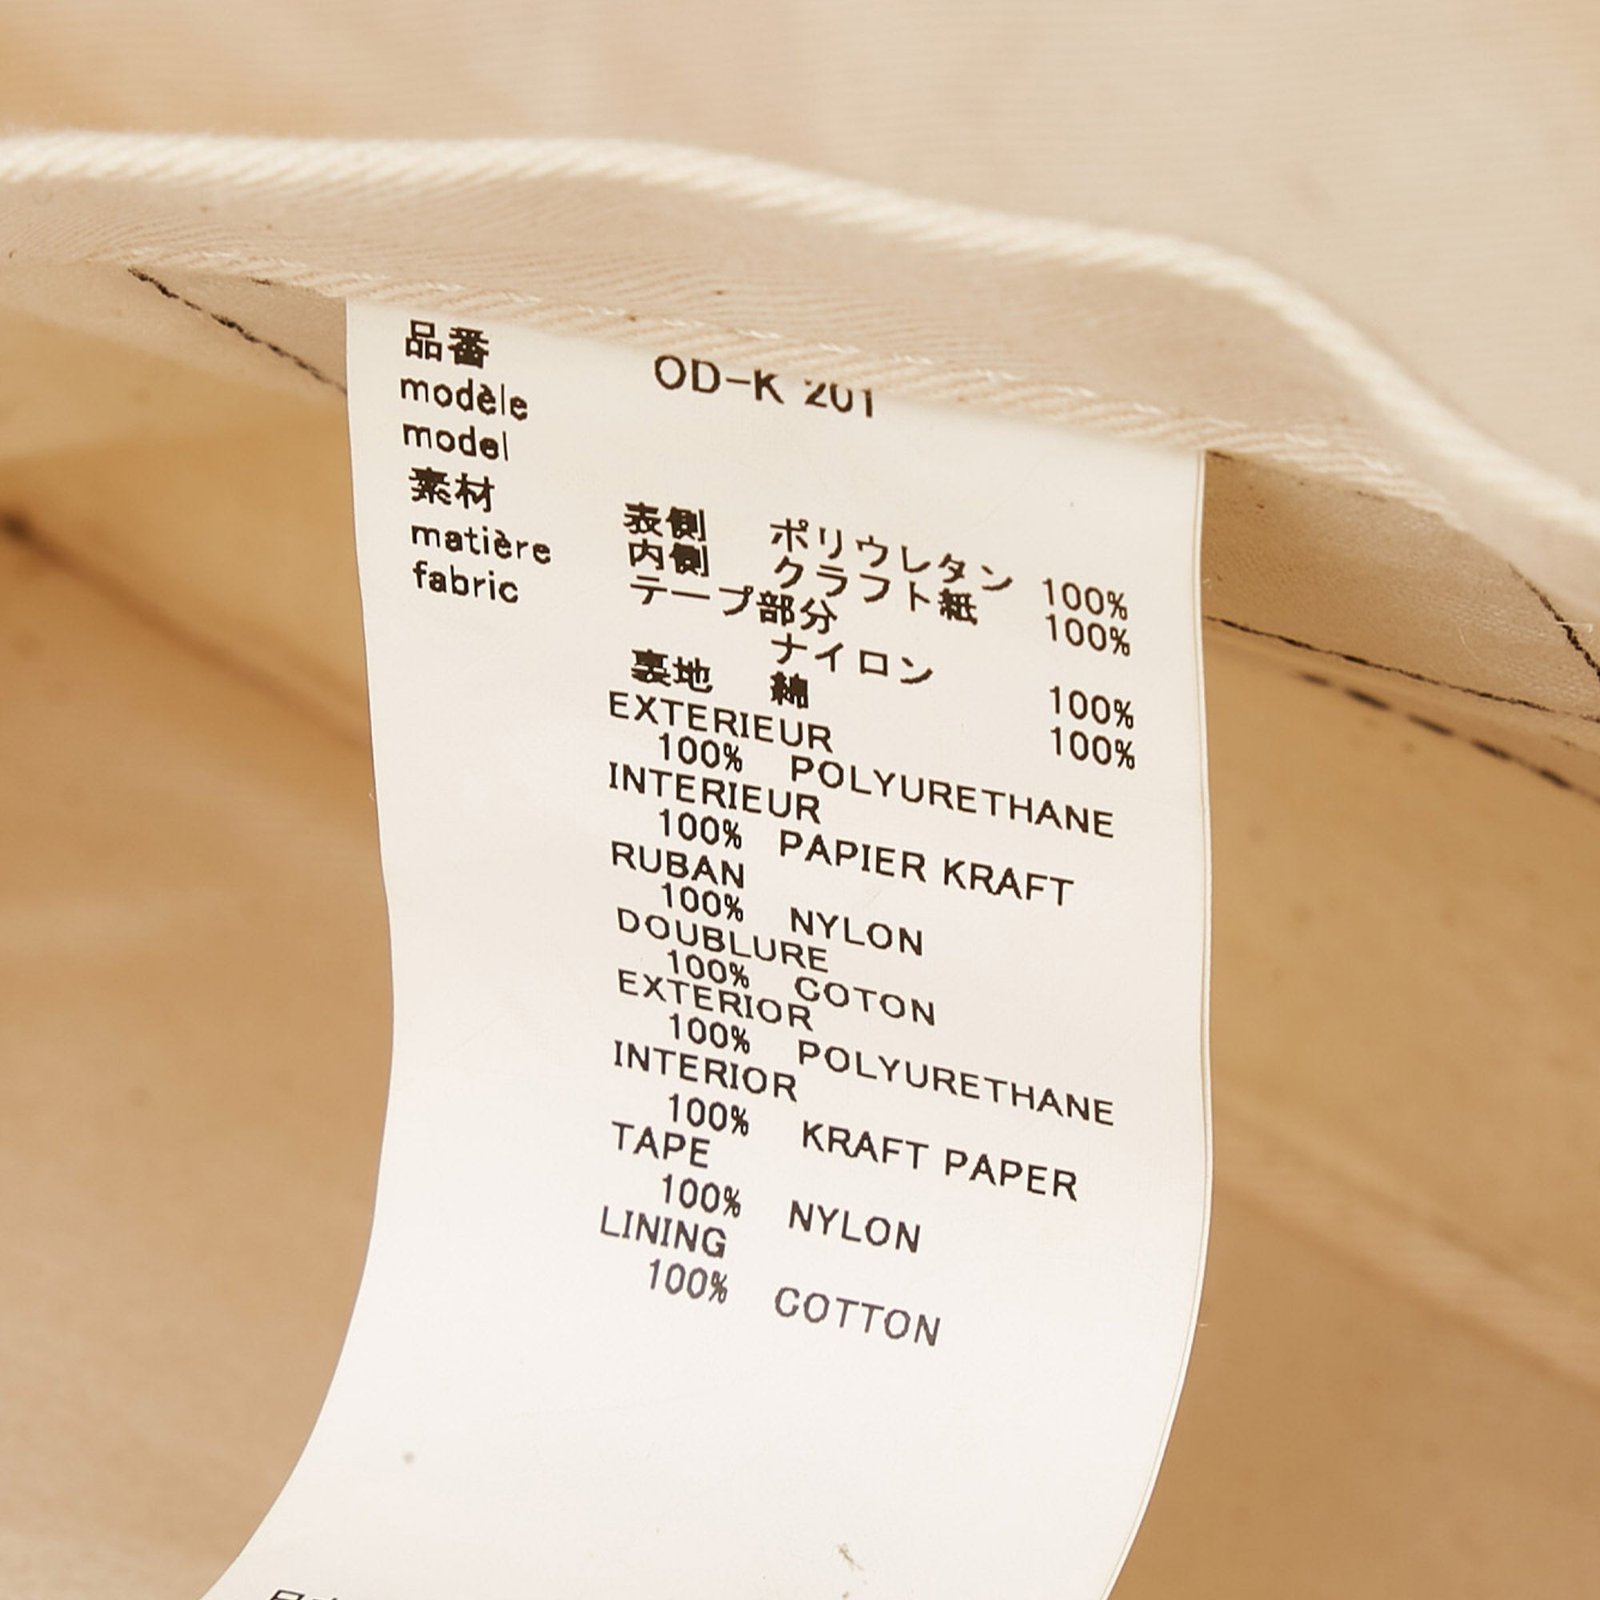 品番 OD-K 201
modèle
model
素材
matière
fabric
表側 ポリウレタン 100%
内側 クラフト紙 100%
テープ部分
ナイロン 100%
裏地 綿 100%
EXTERIEUR
100% POLYURETHANE
INTERIEUR
100% PAPIER KRAFT
RUBAN
100% NYLON
DOUBLURE
100% COTON
EXTERIOR
100% POLYURETHANE
INTERIOR
100% KRAFT PAPER
TAPE
100% NYLON
LINING
100% COTTON